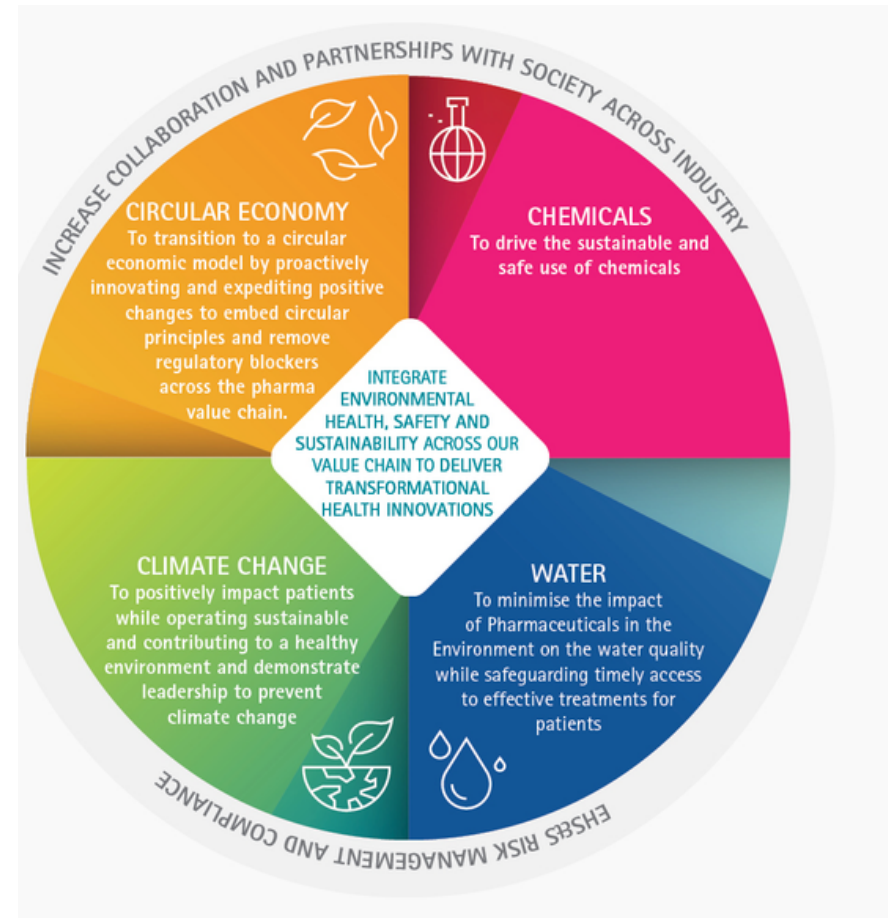 INCREASE COLLABORATION AND PARTNERSHIPS WITH SOCIETY ACROSS INDUSTRY
CIRCULAR ECONOMY
To transition to a circular
economic model by proactively
innovating and expediting positive
changes to embed circular
principles and remove
regulatory blockers
across the pharma
value chain.
CHEMICALS
To drive the sustainable and
safe use of chemicals
INTEGRATE
ENVIRONMENTAL
HEALTH, SAFETY AND
SUSTAINABILITY ACROSS OUR
VALUE CHAIN TO DELIVER
TRANSFORMATIONAL
HEALTH INNOVATIONS
CLIMATE CHANGE
To positively impact patients
while operating sustainable
and contributing to a healthy
environment and demonstrate
leadership to prevent
climate change
WATER
To minimise the impact
of Pharmaceuticals in the
Environment on the water quality
while safeguarding timely access
to effective treatments for
patients
EHS&S RISK MANAGEMENT AND COMPLIANCE